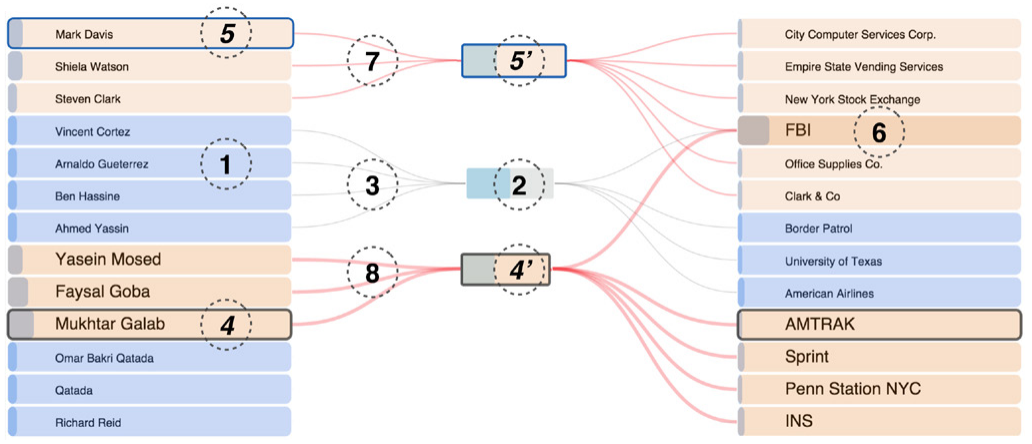 Mark Davis
5
Shiela Watson
Steven Clark
Vincent Cortez
Arnaldo Gueterrez
1
Ben Hassine
Ahmed Yassin
Yasein Mosed
Faysal Goba
Mukhtar Galab
4
Omar Bakri Qatada
Qatada
Richard Reid
7
3
8
5’
2
4’
City Computer Services Corp.
Empire State Vending Services
New York Stock Exchange
FBI
6
Office Supplies Co.
Clark & Co
Border Patrol
University of Texas
American Airlines
AMTRAK
Sprint
Penn Station NYC
INS